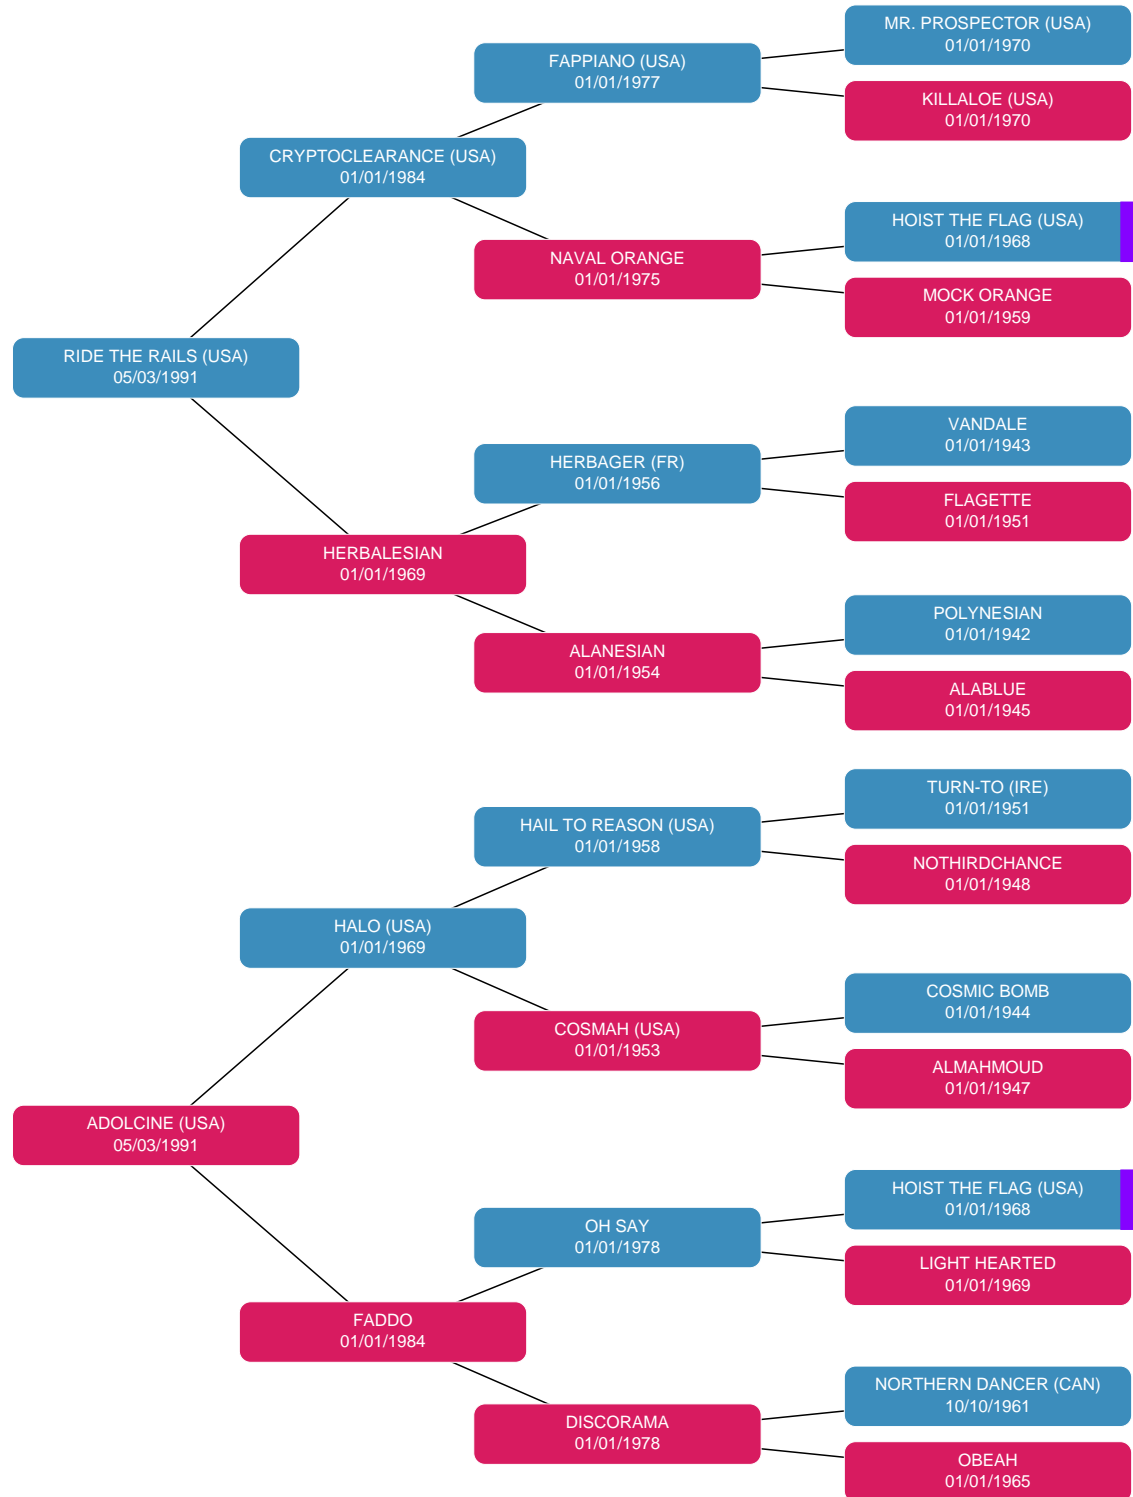 MR. PROSPECTOR (USA)
01/01/1970
FAPPIANO (USA)
01/01/1977
KILLALOE (USA)
01/01/1970
CRYPTOCLEARANCE (USA)
01/01/1984
HOIST THE FLAG (USA)
01/01/1968
NAVAL ORANGE
01/01/1975
MOCK ORANGE
01/01/1959
RIDE THE RAILS (USA)
05/03/1991
VANDALE
01/01/1943
HERBAGER (FR)
01/01/1956
FLAGETTE
01/01/1951
HERBALESIAN
01/01/1969
POLYNESIAN
01/01/1942
ALANESIAN
01/01/1954
ALABLUE
01/01/1945
TURN-TO (IRE)
01/01/1951
HAIL TO REASON (USA)
01/01/1958
NOTHIRDCHANCE
01/01/1948
HALO (USA)
01/01/1969
COSMIC BOMB
01/01/1944
COSMAH (USA)
01/01/1953
ALMAHMOUD
01/01/1947
ADOLCINE (USA)
05/03/1991
HOIST THE FLAG (USA)
01/01/1968
OH SAY
01/01/1978
LIGHT HEARTED
01/01/1969
FADDO
01/01/1984
NORTHERN DANCER (CAN)
10/10/1961
DISCORAMA
01/01/1978
OBEAH
01/01/1965